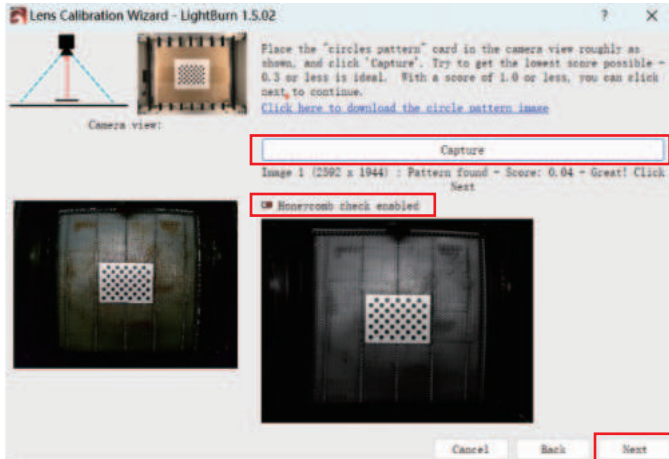 Lens Calibration Wizard - LightBurn 1.5.02
Place the "circles pattern" card in the camera view roughly as
shown, and click 'Capture'. Try to get the lowest score possible -
0.3 or less is ideal. With a score of 1.0 or less, you can click
next to continue.
Click here to download the circle pattern image
Camera view:
Capture
Image 1 (2592 x 1944) : Pattern found - Score: 0.04 - Great! Click
Next
Honeycomb check enabled
Cancel
Back
Next